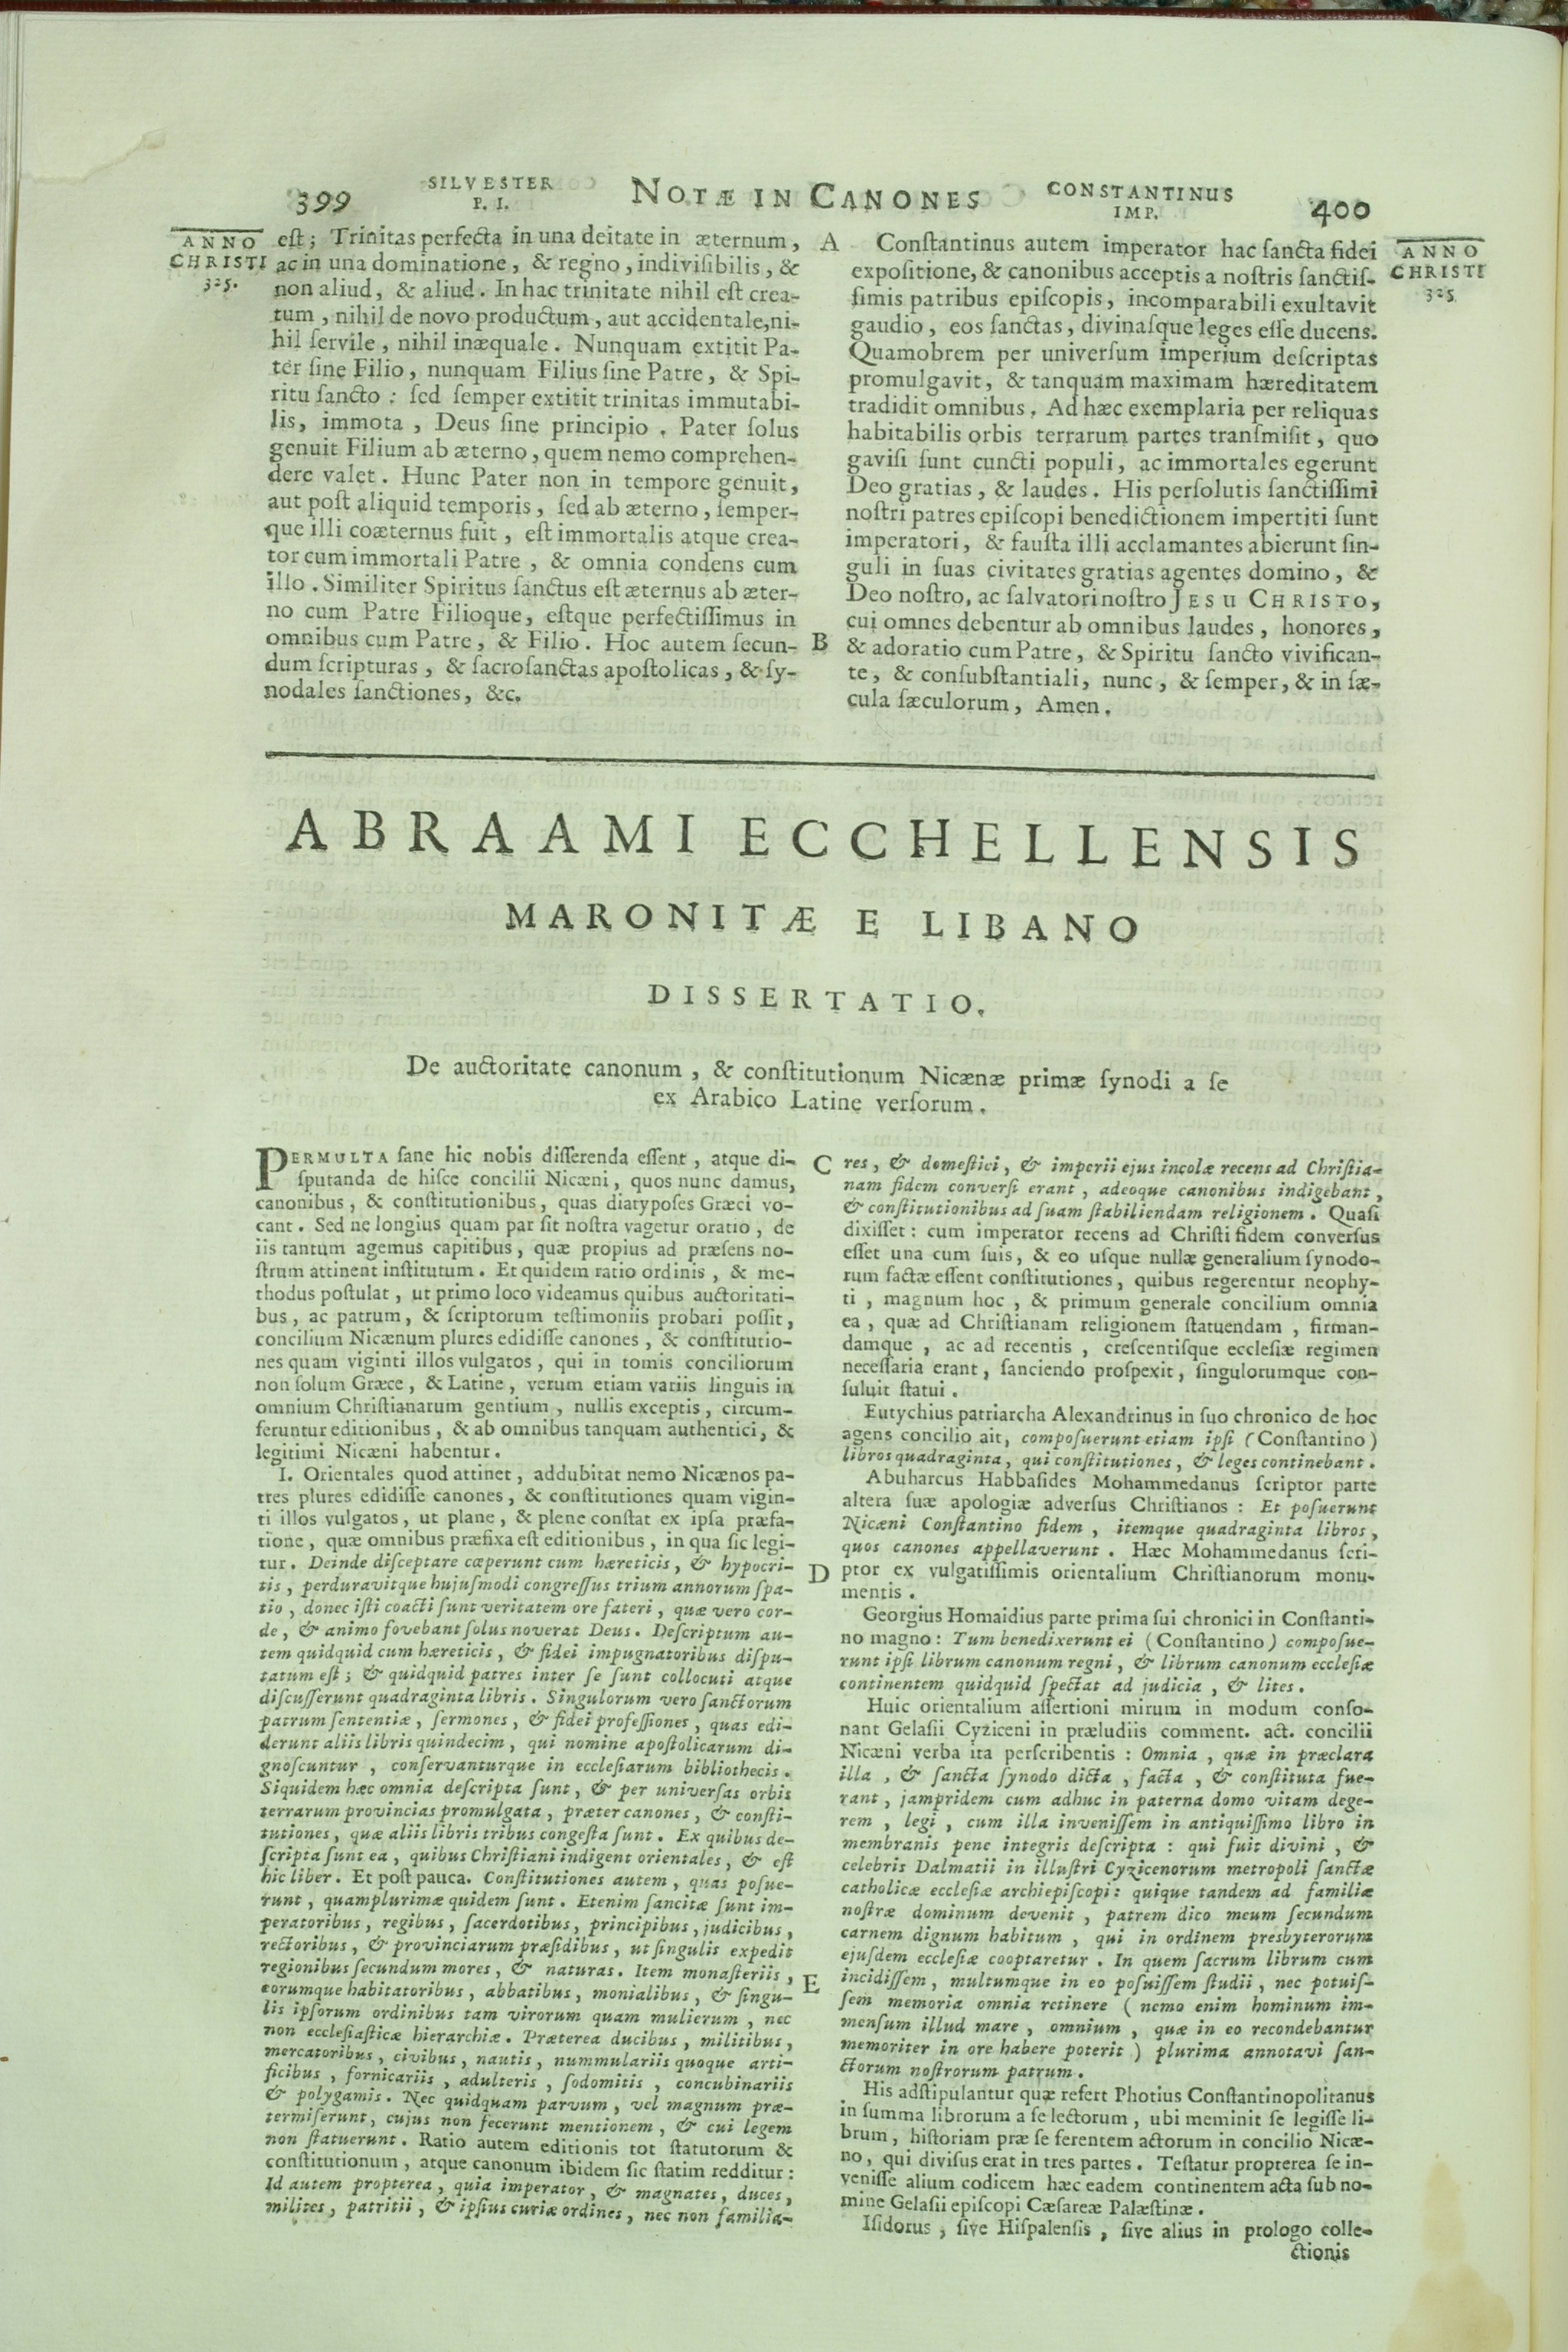 399 SILVESTER P. I. NOTÆ IN CANONES CONSTANTINUS IMP. 400
ANNO CHRISTI 325.
eſt; Trinitas perfecta in una deitate in æternum,
ac in una dominatione, & regno, indiviſibilis, &
non aliud, & aliud. In hac trinitate nihil eſt crea-
tum, nihil de novo productum, aut accidentale, ni-
hil ſervile, nihil inæquale. Nunquam extitit Pa-
ter ſine Filio, nunquam Filius ſine Patre, & Spi-
ritu ſancto: ſed ſemper extitit trinitas immutabi-
lis, immota, Deus ſine principio. Pater ſolus
genuit Filium ab æterno, quem nemo comprehen-
dere valet. Hunc Pater non in tempore genuit,
aut poſt aliquid temporis, ſed ab æterno, ſemper-
que illi coæternus fuit, eſt immortalis atque crea-
tor cum immortali Patre, & omnia condens cum
illo. Similiter Spiritus ſanctus eſt æternus ab æter-
no cum Patre Filioque, eſtque perfectiſſimus in
omnibus cum Patre, & Filio. Hoc autem ſecun-
dum ſcripturas, & ſacroſanctas apoſtolicas, & ſy-
nodales ſanctiones, &c.
A
B
ANNO CHRISTI 325
Conſtantinus autem imperator hac ſancta fidei
expoſitione, & canonibus acceptis a noſtris ſanctiſ-
ſimis patribus epiſcopis, incomparabili exultavit
gaudio, eos ſanctas, divinaſque leges eſſe ducens.
Quamobrem per univerſum imperium deſcriptas
promulgavit, & tanquam maximam hæreditatem
tradidit omnibus. Ad hæc exemplaria per reliquas
habitabilis orbis terrarum partes tranſmiſit, quo
gaviſi ſunt cuncti populi, ac immortales egerunt
Deo gratias, & laudes. His perſolutis ſanctiſſimi
noſtri patres epiſcopi benedictionem impertiti ſunt
imperatori, & fauſta illi acclamantes abierunt ſin-
guli in ſuas civitates gratias agentes domino, &
Deo noſtro, ac ſalvatori noſtro JESU CHRISTO,
cui omnes debentur ab omnibus laudes, honores,
& adoratio cum Patre, & Spiritu ſancto vivifican-
te, & conſubſtantiali, nunc, & ſemper, & in ſæ-
cula ſæculorum, Amen.
ABRAAMI ECCHELLENSIS
MARONITÆ E LIBANO
DISSERTATIO.
De auctoritate canonum, & conſtitutionum Nicænæ primæ ſynodi a ſe
ex Arabico Latine verſorum.
PERMULTA ſane hic nobis diſſerenda eſſent, atque di-
ſputanda de hiſce concilii Nicæni, quos nunc damus,
canonibus, & conſtitutionibus, quas diatypoſes Græci vo-
cant. Sed ne longius quam par ſit noſtra vagetur oratio, de
iis tantum agemus capitibus, quæ propius ad præſens no-
ſtrum attinent inſtitutum. Et quidem ratio ordinis, & me-
thodus poſtulat, ut primo loco videamus quibus auctoritati-
bus, ac patrum, & ſcriptorum teſtimoniis probari poſſit,
concilium Nicænum plures edidiſſe canones, & conſtitutio-
nes quam viginti illos vulgatos, qui in tomis conciliorum
non ſolum Græce, & Latine, verum etiam variis linguis in
omnium Chriſtianarum gentium, nullis exceptis, circum-
feruntur editionibus, & ab omnibus tanquam authentici, &
legitimi Nicæni habentur.
I. Orientales quod attinet, addubitat nemo Nicænos pa-
tres plures edidiſſe canones, & conſtitutiones quam vigin-
ti illos vulgatos, ut plane, & plene conſtat ex ipſa præfa-
tione, quæ omnibus præfixa eſt editionibus, in qua ſic legi-
tur. Deinde diſceptare cœperunt cum hæreticis, & hypocri-
tis, perduravitque hujuſmodi congreſſus trium annorum ſpa-
tio, donec iſti coacti ſunt veritatem ore fateri, quæ vero cor-
de, & animo fovebant ſolus noverat Deus. Deſcriptum au-
tem quidquid cum hæreticis, & fidei impugnatoribus diſpu-
tatum eſt; & quidquid patres inter ſe ſunt collocuti atque
diſcuſſerunt quadraginta libris. Singulorum vero ſanctorum
patrum ſententiæ, ſermones, & fidei profeſſiones, quas edi-
derunt aliis libris quindecim, qui nomine apoſtolicarum di-
gnoſcuntur, conſervanturque in eccleſiarum bibliothecis.
Siquidem hæc omnia deſcripta ſunt, & per univerſas orbis
terrarum provincias promulgata, præter canones, & conſti-
tutiones, quæ aliis libris tribus congeſta ſunt. Ex quibus de-
ſcripta ſunt ea, quibus Chriſtiani indigent orientales, & eſt
hic liber. Et poſt pauca. Conſtitutiones autem, quas poſue-
runt, quamplurimæ quidem ſunt. Etenim ſancitæ ſunt im-
peratoribus, regibus, ſacerdotibus, principibus, judicibus,
rectoribus, & provinciarum præſidibus, ut ſingulis expedit
regionibus ſecundum mores, & naturas. Item monaſteriis,
eorumque habitatoribus, abbatibus, monialibus, & ſingu-
lis ipſorum ordinibus tam virorum quam mulierum, nec
non eccleſiaſticæ hierarchiæ. Præterea ducibus, militibus,
mercatoribus, civibus, nautis, nummulariis quoque arti-
ficibus, fornicariis, adulteris, ſodomitis, concubinariis
& polygamis. Nec quidquam parvum, vel magnum præ-
termiſerunt, cujus non fecerunt mentionem, & cui legem
non ſtatuerunt. Ratio autem editionis tot ſtatutorum &
conſtitutionum, atque canonum ibidem ſic ſtatim redditur:
Id autem propterea, quia imperator, & magnates, duces,
milites, patritii, & ipſius curiæ ordines, nec non familia-
C
D
E
res, & domeſtici, & imperii ejus incolæ recens ad Chriſtia-
nam fidem converſi erant, adeoque canonibus indigebant,
& conſtitutionibus ad ſuam ſtabiliendam religionem. Quaſi
dixiſſet: cum imperator recens ad Chriſti fidem converſus
eſſet una cum ſuis, & eo uſque nullæ generalium ſynodo-
rum factæ eſſent conſtitutiones, quibus regerentur neophy-
ti, magnum hoc, & primum generale concilium omnia
ea, quæ ad Chriſtianam religionem ſtatuendam, firman-
damque, ac ad recentis, creſcentiſque eccleſiæ regimen
neceſſaria erant, ſanciendo proſpexit, ſingulorumque con-
ſuluit ſtatui.
Eutychius patriarcha Alexandrinus in ſuo chronico de hoc
agens concilio ait, compoſuerunt etiam ipſi (Conſtantino)
libros quadraginta, qui conſtitutiones, & leges continebant.
Abuharcus Habbaſides Mohammedanus ſcriptor parte
altera ſuæ apologiæ adverſus Chriſtianos: Et poſuerunt
Nicæni Conſtantino fidem, itemque quadraginta libros,
quos canones appellaverunt. Hæc Mohammedanus ſcri-
ptor ex vulgatiſſimis orientalium Chriſtianorum monu-
mentis.
Georgius Homaidius parte prima ſui chronici in Conſtanti-
no magno: Tum benedixerunt ei (Conſtantino) compoſue-
runt ipſi librum canonum regni, & librum canonum eccleſiæ
continentem quidquid ſpectat ad judicia, & lites.
Huic orientalium aſſertioni mirum in modum conſo-
nant Gelaſii Cyziceni in præludiis comment. act. concilii
Nicæni verba ita perſcribentis: Omnia, quæ in præclara
illa, & ſancta ſynodo dicta, facta, & conſtituta fue-
rant, jampridem cum adhuc in paterna domo vitam dege-
rem, legi, cum illa inveniſſem in antiquiſſimo libro in
membranis pene integris deſcripta: qui fuit divini, &
celebris Dalmatii in illuſtri Cyzicenorum metropoli ſanctæ
catholicæ eccleſiæ archiepiſcopi: quique tandem ad familiæ
noſtræ dominum devenit, patrem dico meum ſecundum
carnem dignum habitum, qui in ordinem presbyterorum
ejuſdem eccleſiæ cooptaretur. In quem ſacrum librum cum
incidiſſem, multumque in eo poſuiſſem ſtudii, nec potuiſ-
ſem memoria omnia retinere (nemo enim hominum im-
menſum illud mare, omnium, quæ in eo recondebantur
memoriter in ore habere poterit) plurima annotavi ſan-
ctorum noſtrorum patrum.
His adſtipulantur quæ refert Photius Conſtantinopolitanus
in ſumma librorum a ſe lectorum, ubi meminit ſe legiſſe li-
brum, hiſtoriam præ ſe ferentem actorum in concilio Nicæ-
no, qui diviſus erat in tres partes. Teſtatur propterea ſe in-
veniſſe alium codicem hæc eadem continentem acta ſub no-
mine Gelaſii epiſcopi Cæſareæ Palæſtinæ.
Iſidorus, ſive Hiſpalenſis, ſive alius in prologo colle-
ctionis